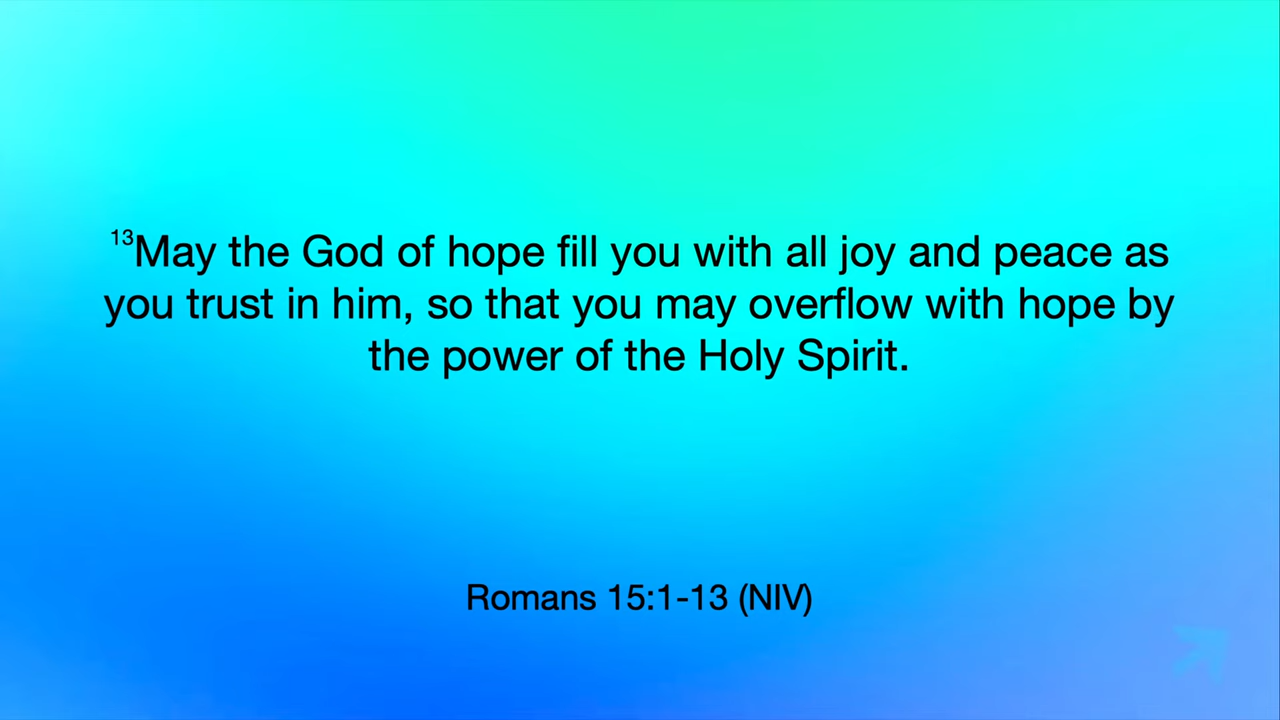 13May the God of hope fill you with all joy and peace as
you trust in him, so that you may overflow with hope by
the power of the Holy Spirit.
Romans 15:1-13 (NIV)